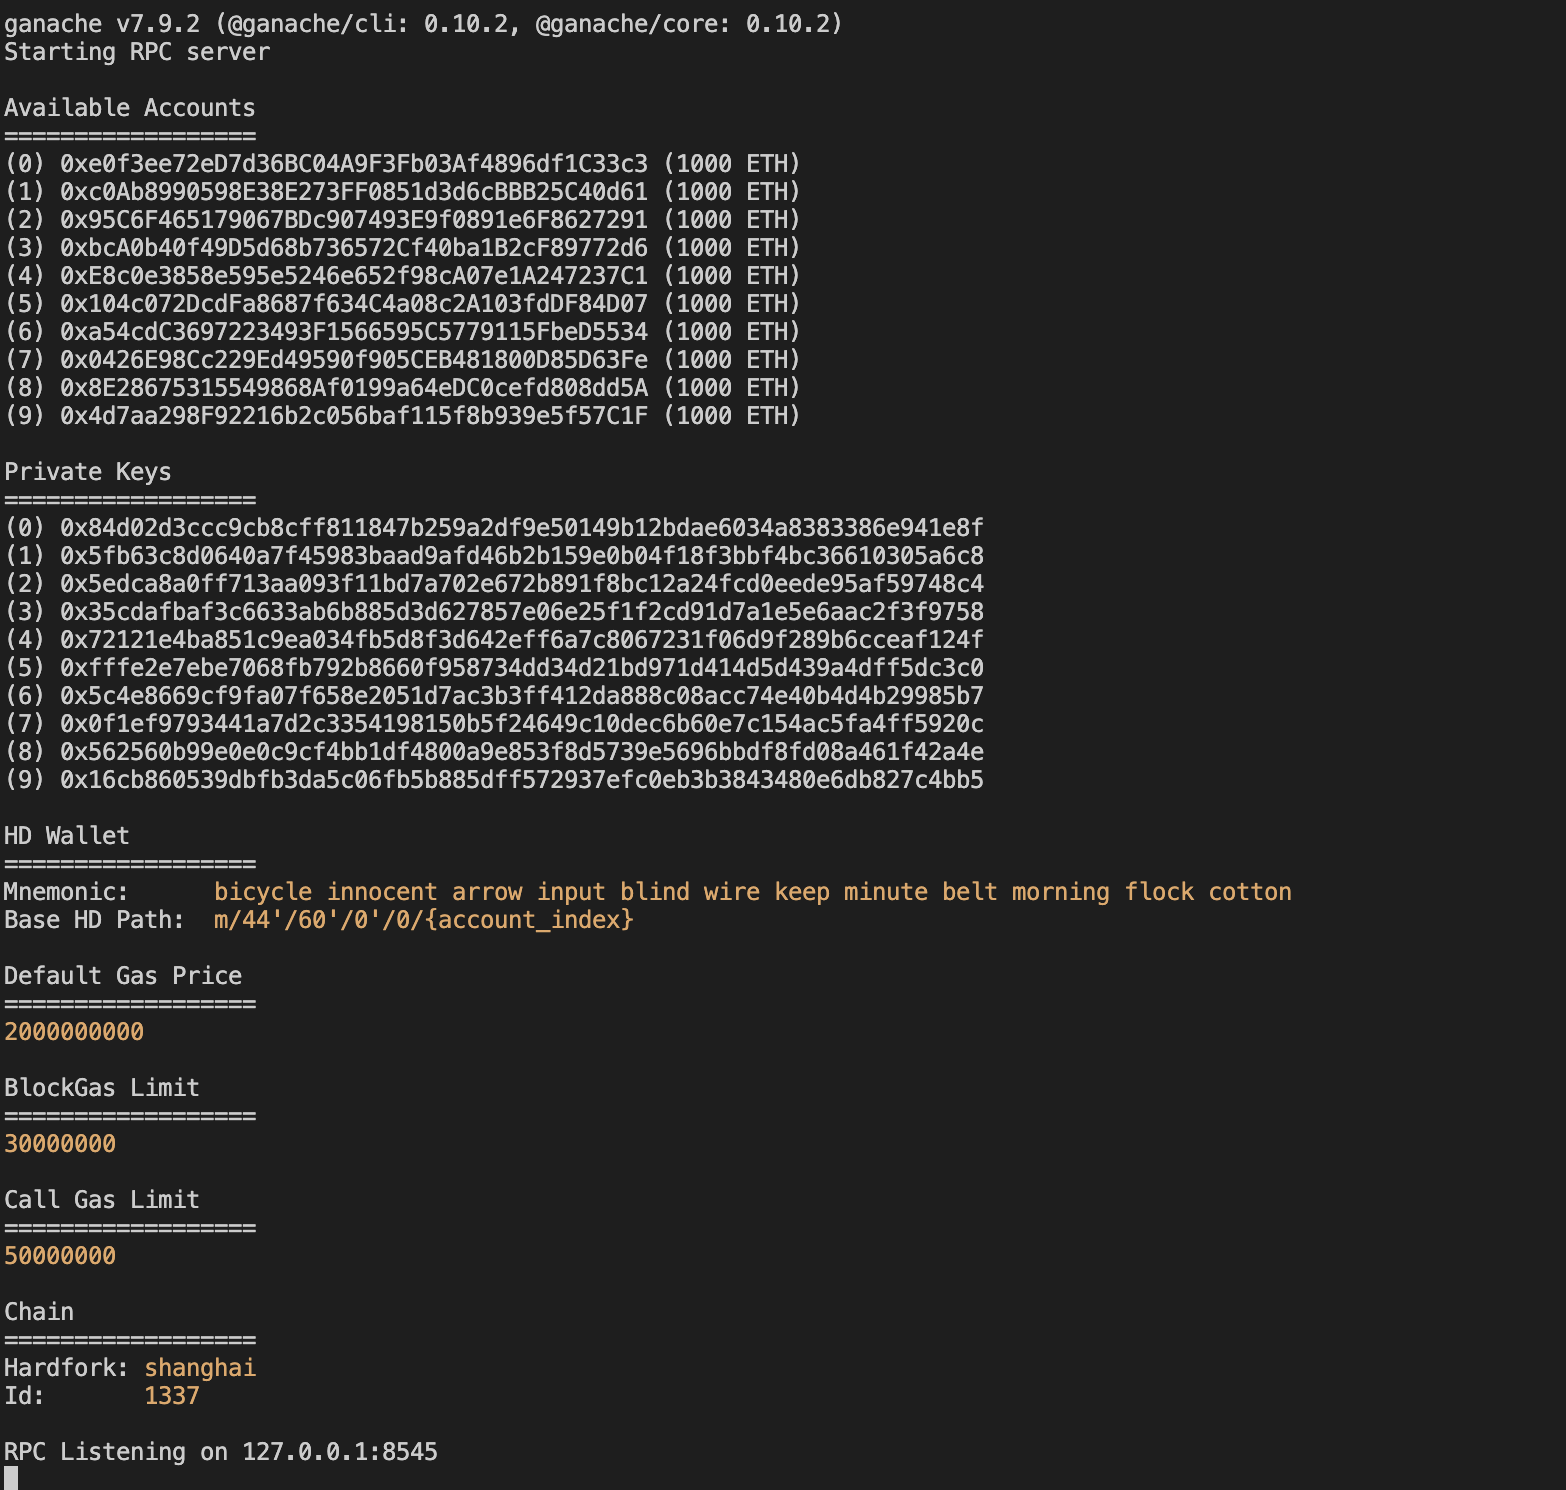 ganache v7.9.2 (@ganache/cli: 0.10.2, @ganache/core: 0.10.2)
Starting RPC server
Available Accounts
==================
(0) 0xe0f3ee72eD7d36BC04A9F3Fb03Af4896df1C33c3 (1000 ETH)
(1) 0xc0Ab8990598E38E273FF0851d3d6cBBB25C40d61 (1000 ETH)
(2) 0x95C6F465179067BDc907493E9f0891e6F8627291 (1000 ETH)
(3) 0xbcA0b40f49D5d68b736572Cf40ba1B2cF89772d6 (1000 ETH)
(4) 0xE8c0e3858e595e5246e652f98cA07e1A247237C1 (1000 ETH)
(5) 0x104c072DcdFa8687f634C4a08c2A103fdDF84D07 (1000 ETH)
(6) 0xa54cdC3697223493F1566595C5779115FbeD5534 (1000 ETH)
(7) 0x0426E98Cc229Ed49590f905CEB481800D85D63Fe (1000 ETH)
(8) 0x8E28675315549868Af0199a64eDC0cefd808dd5A (1000 ETH)
(9) 0x4d7aa298F92216b2c056baf115f8b939e5f57C1F (1000 ETH)
Private Keys
==================
(0) 0x84d02d3ccc9cb8cff811847b259a2df9e50149b12bdae6034a8383386e941e8f
(1) 0x5fb63c8d0640a7f45983baad9afd46b2b159e0b04f18f3bbf4bc36610305a6c8
(2) 0x5edca8a0ff713aa093f11bd7a702e672b891f8bc12a24fcd0eede95af59748c4
(3) 0x35cdafbaf3c6633ab6b885d3d627857e06e25f1f2cd91d7a1e5e6aac2f3f9758
(4) 0x72121e4ba851c9ea034fb5d8f3d642eff6a7c8067231f06d9f289b6cceaf124f
(5) 0xfffe2e7ebe7068fb792b8660f958734dd34d21bd971d414d5d439a4dff5dc3c0
(6) 0x5c4e8669cf9fa07f658e2051d7ac3b3ff412da888c08acc74e40b4d4b29985b7
(7) 0x0f1ef9793441a7d2c3354198150b5f24649c10dec6b60e7c154ac5fa4ff5920c
(8) 0x562560b99e0e0c9cf4bb1df4800a9e853f8d5739e5696bbdf8fd08a461f42a4e
(9) 0x16cb860539dbfb3da5c06fb5b885dff572937efc0eb3b3843480e6db827c4bb5
HD Wallet
==================
Mnemonic:      bicycle innocent arrow input blind wire keep minute belt morning flock cotton
Base HD Path:  m/44'/60'/0'/0/{account_index}
Default Gas Price
==================
2000000000
BlockGas Limit
==================
30000000
Call Gas Limit
==================
50000000
Chain
==================
Hardfork: shanghai
Id:       1337
RPC Listening on 127.0.0.1:8545